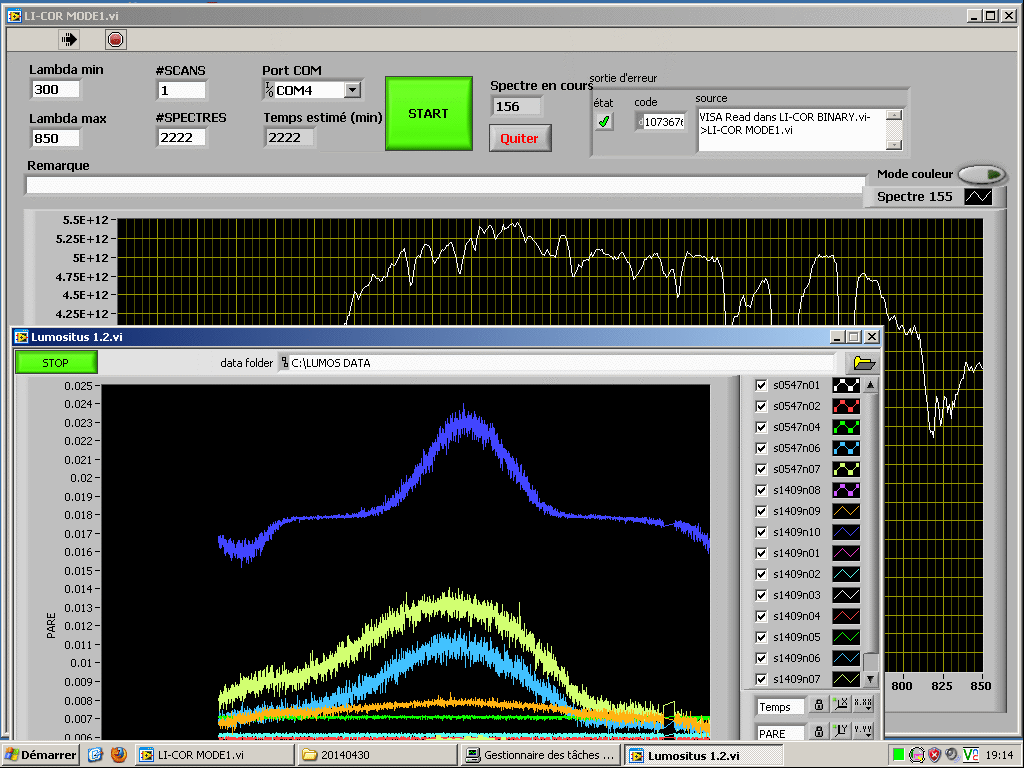 LI-COR MODE1.vi
Lambda min
300
Lambda max
850
#SCANS
1
#SPECTRES
2222
Port COM
COM4
Temps estimé (min)
2222
START
Spectre en cours
156
Quiter
sortie d'erreur
état
code
1073676
source
VISA Read dans LI-COR BINARY.vi-
>LI-COR MODE1.vi
Remarque
Mode couleur
Spectre 155
5.5E+12
5.25E+12
5E+12
4.75E+12
4.5E+12
4.25E+12
800 825 850
Lumositus 1.2.vi
STOP
data folder
C:\LUMOS DATA
0.025
0.024
0.023
0.022
0.021
0.02
0.019
0.018
0.017
0.016
0.015
0.014
0.013
0.012
0.011
0.01
0.009
0.008
0.007
0.006
PARE
s0547n01
s0547n02
s0547n04
s0547n06
s0547n07
s1409n08
s1409n09
s1409n10
s1409n01
s1409n02
s1409n03
s1409n04
s1409n05
s1409n06
s1409n07
Temps
PARE
Démarrer
LI-COR MODE1.vi
20140430
Gestionnaire des tâches ...
Lumositus 1.2.vi
19:14